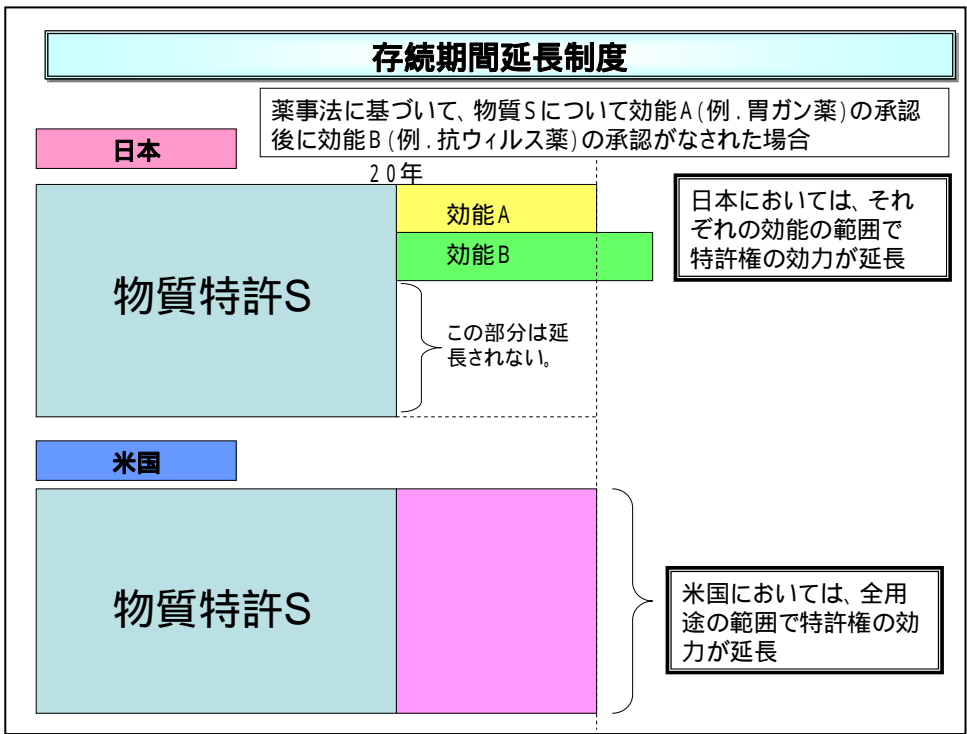 存続期間延長制度
薬事法に基づいて、物質Sについて効能A(例.胃ガン薬)の承認
後に効能B(例.抗ウィルス薬)の承認がなされた場合
日本
20年
効能A
効能B
物質特許S
この部分は延
長されない。
日本においては、それ
ぞれの効能の範囲で
特許権の効力が延長
米国
物質特許S
米国においては、全用
途の範囲で特許権の効
力が延長